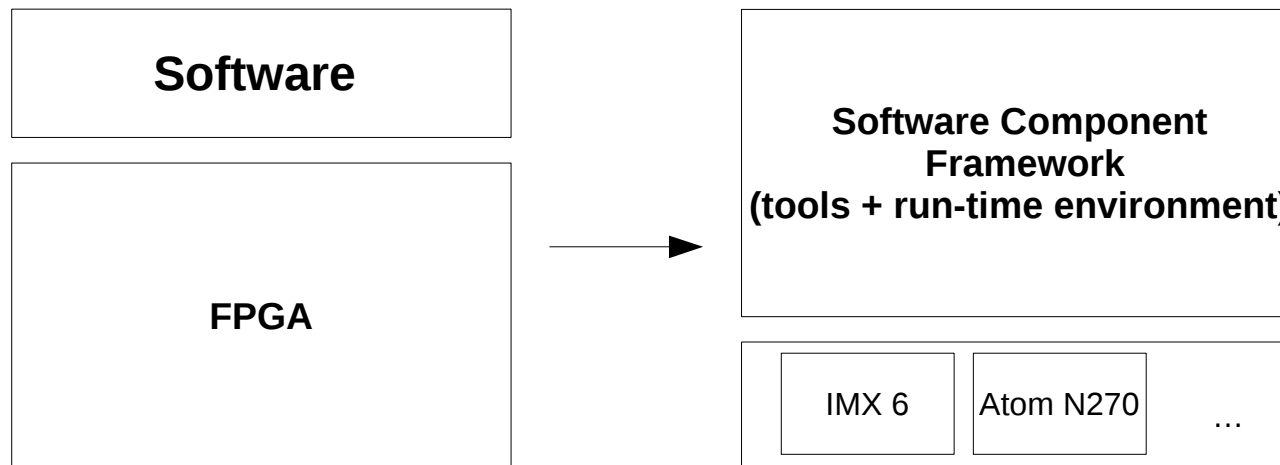 Software
FPGA
Software Component
Framework
(tools + run-time environment)
IMX 6
Atom N270
...